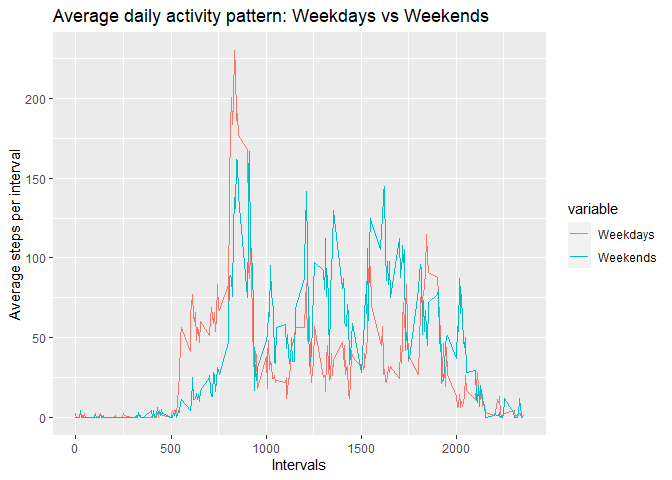 Average daily activity pattern: Weekdays vs Weekends
Average steps per interval
200
150
100
50
0
0
500
1000
1500
2000
Intervals
variable
Weekdays
Weekends